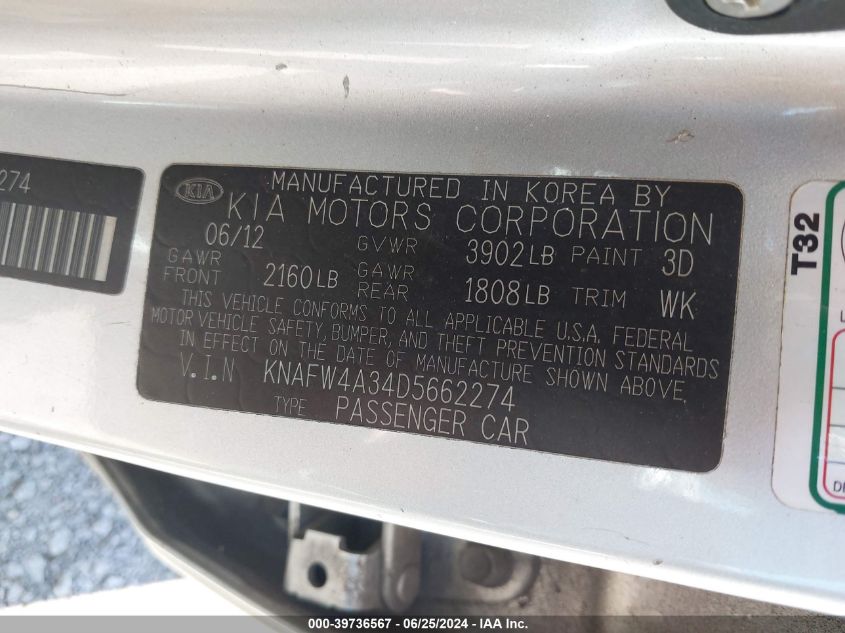 274
KIA
MANUFACTURED IN KOREA BY
KIA MOTORS CORPORATION
06/12 GVWR 3902LB PAINT 3D
GAWR FRONT 2160LB GAWR REAR 1808LB TRIM WK
THIS VEHICLE CONFORMS TO ALL APPLICABLE U.S.A. FEDERAL
MOTOR VEHICLE SAFETY, BUMPER, AND THEFT PREVENTION STANDARDS
IN EFFECT ON THE DATE OF MANUFACTURE SHOWN ABOVE.
V.I.N KNAFW4A34D5662274
TYPE PASSENGER CAR
T32
000-39736567 * 06/25/2024 * IAAI.COM